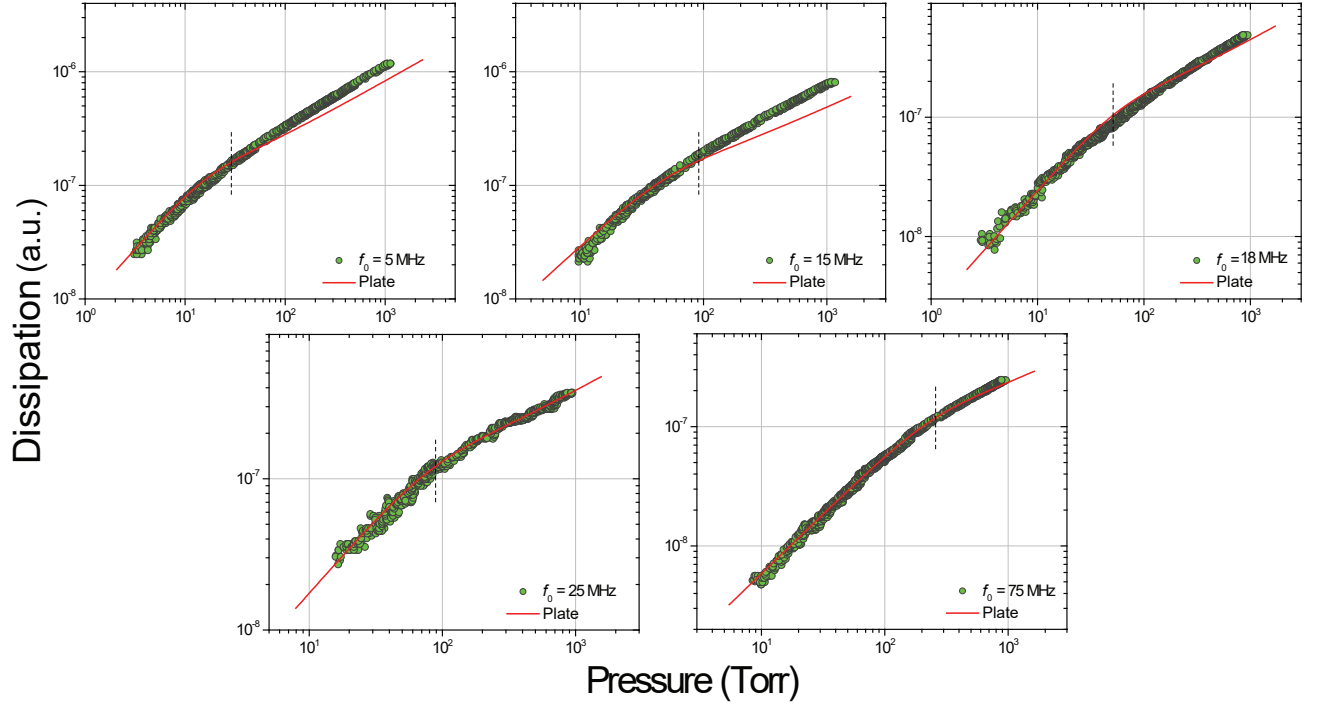 10⁻⁶
10⁻⁷
10⁻⁸
10⁰ 10¹ 10² 10³
f₀ = 5 MHz
Plate
10⁻⁵
10⁻⁶
10⁻⁷
10⁻⁸
10⁰ 10¹ 10² 10³
f₀ = 15 MHz
Plate
10⁻⁷
10⁻⁸
10⁰ 10¹ 10² 10³
f₀ = 18 MHz
Plate
Dissipation (a.u.)
10⁻⁷
10⁻⁸
10¹ 10² 10³
f₀ = 25 MHz
Plate
10⁻⁷
10⁻⁸
10¹ 10² 10³
f₀ = 75 MHz
Plate
Pressure (Torr)